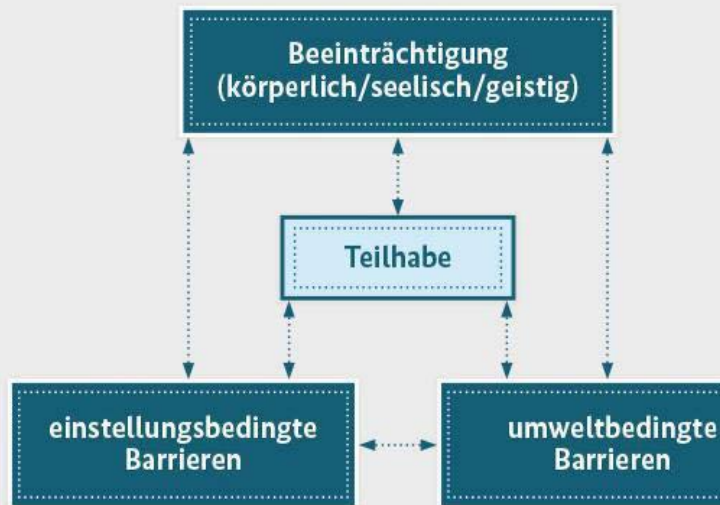 Beeinträchtigung
(körperlich/seelisch/geistig)
Teilhabe
einstellungsbedingte
Barrieren
umweltbedingte
Barrieren